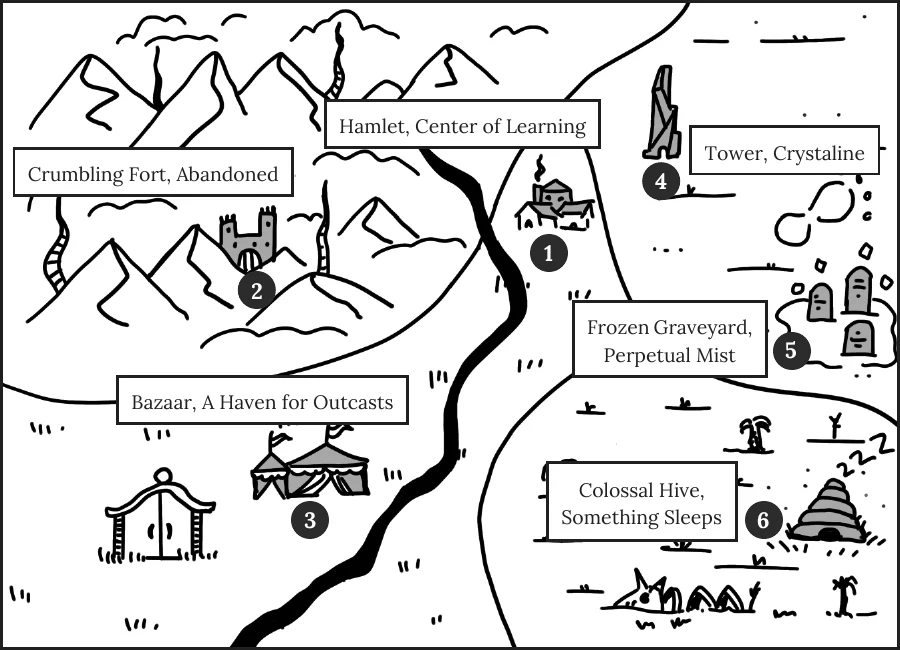 Hamlet, Center of Learning
Crumbling Fort, Abandoned
Tower, Crystaline
4
1
2
Frozen Graveyard,
Perpetual Mist
5
Bazaar, A Haven for Outcasts
3
Colossal Hive,
Something Sleeps
6
Z Z Z